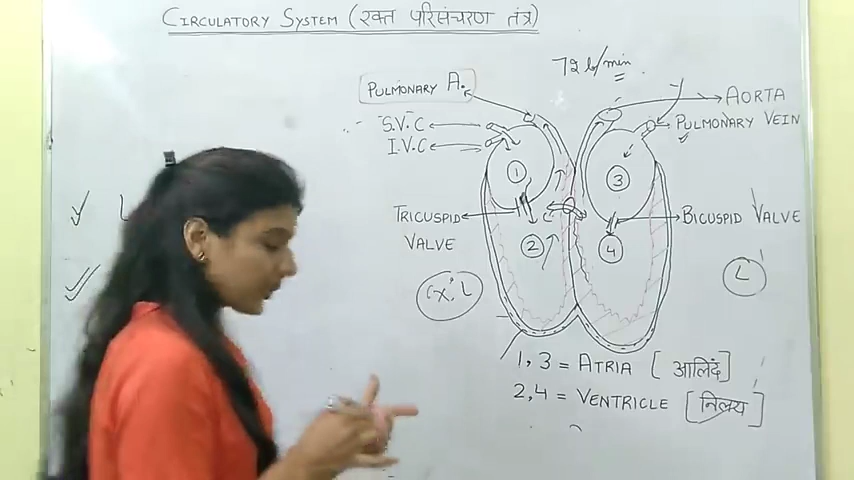 CIRCULATORY SYSTEM (रक्त परिसंचरण तंत्र)
72 b/min
PULMONARY A.
AORTA
S.V.C
PULMONARY VEIN
I.V.C
1
3
TRICUSPID
VALVE
BICUSPID VALVE
2
4
L
1,3 = ATRIA [आलिंद]
2,4 = VENTRICLE [निलय]